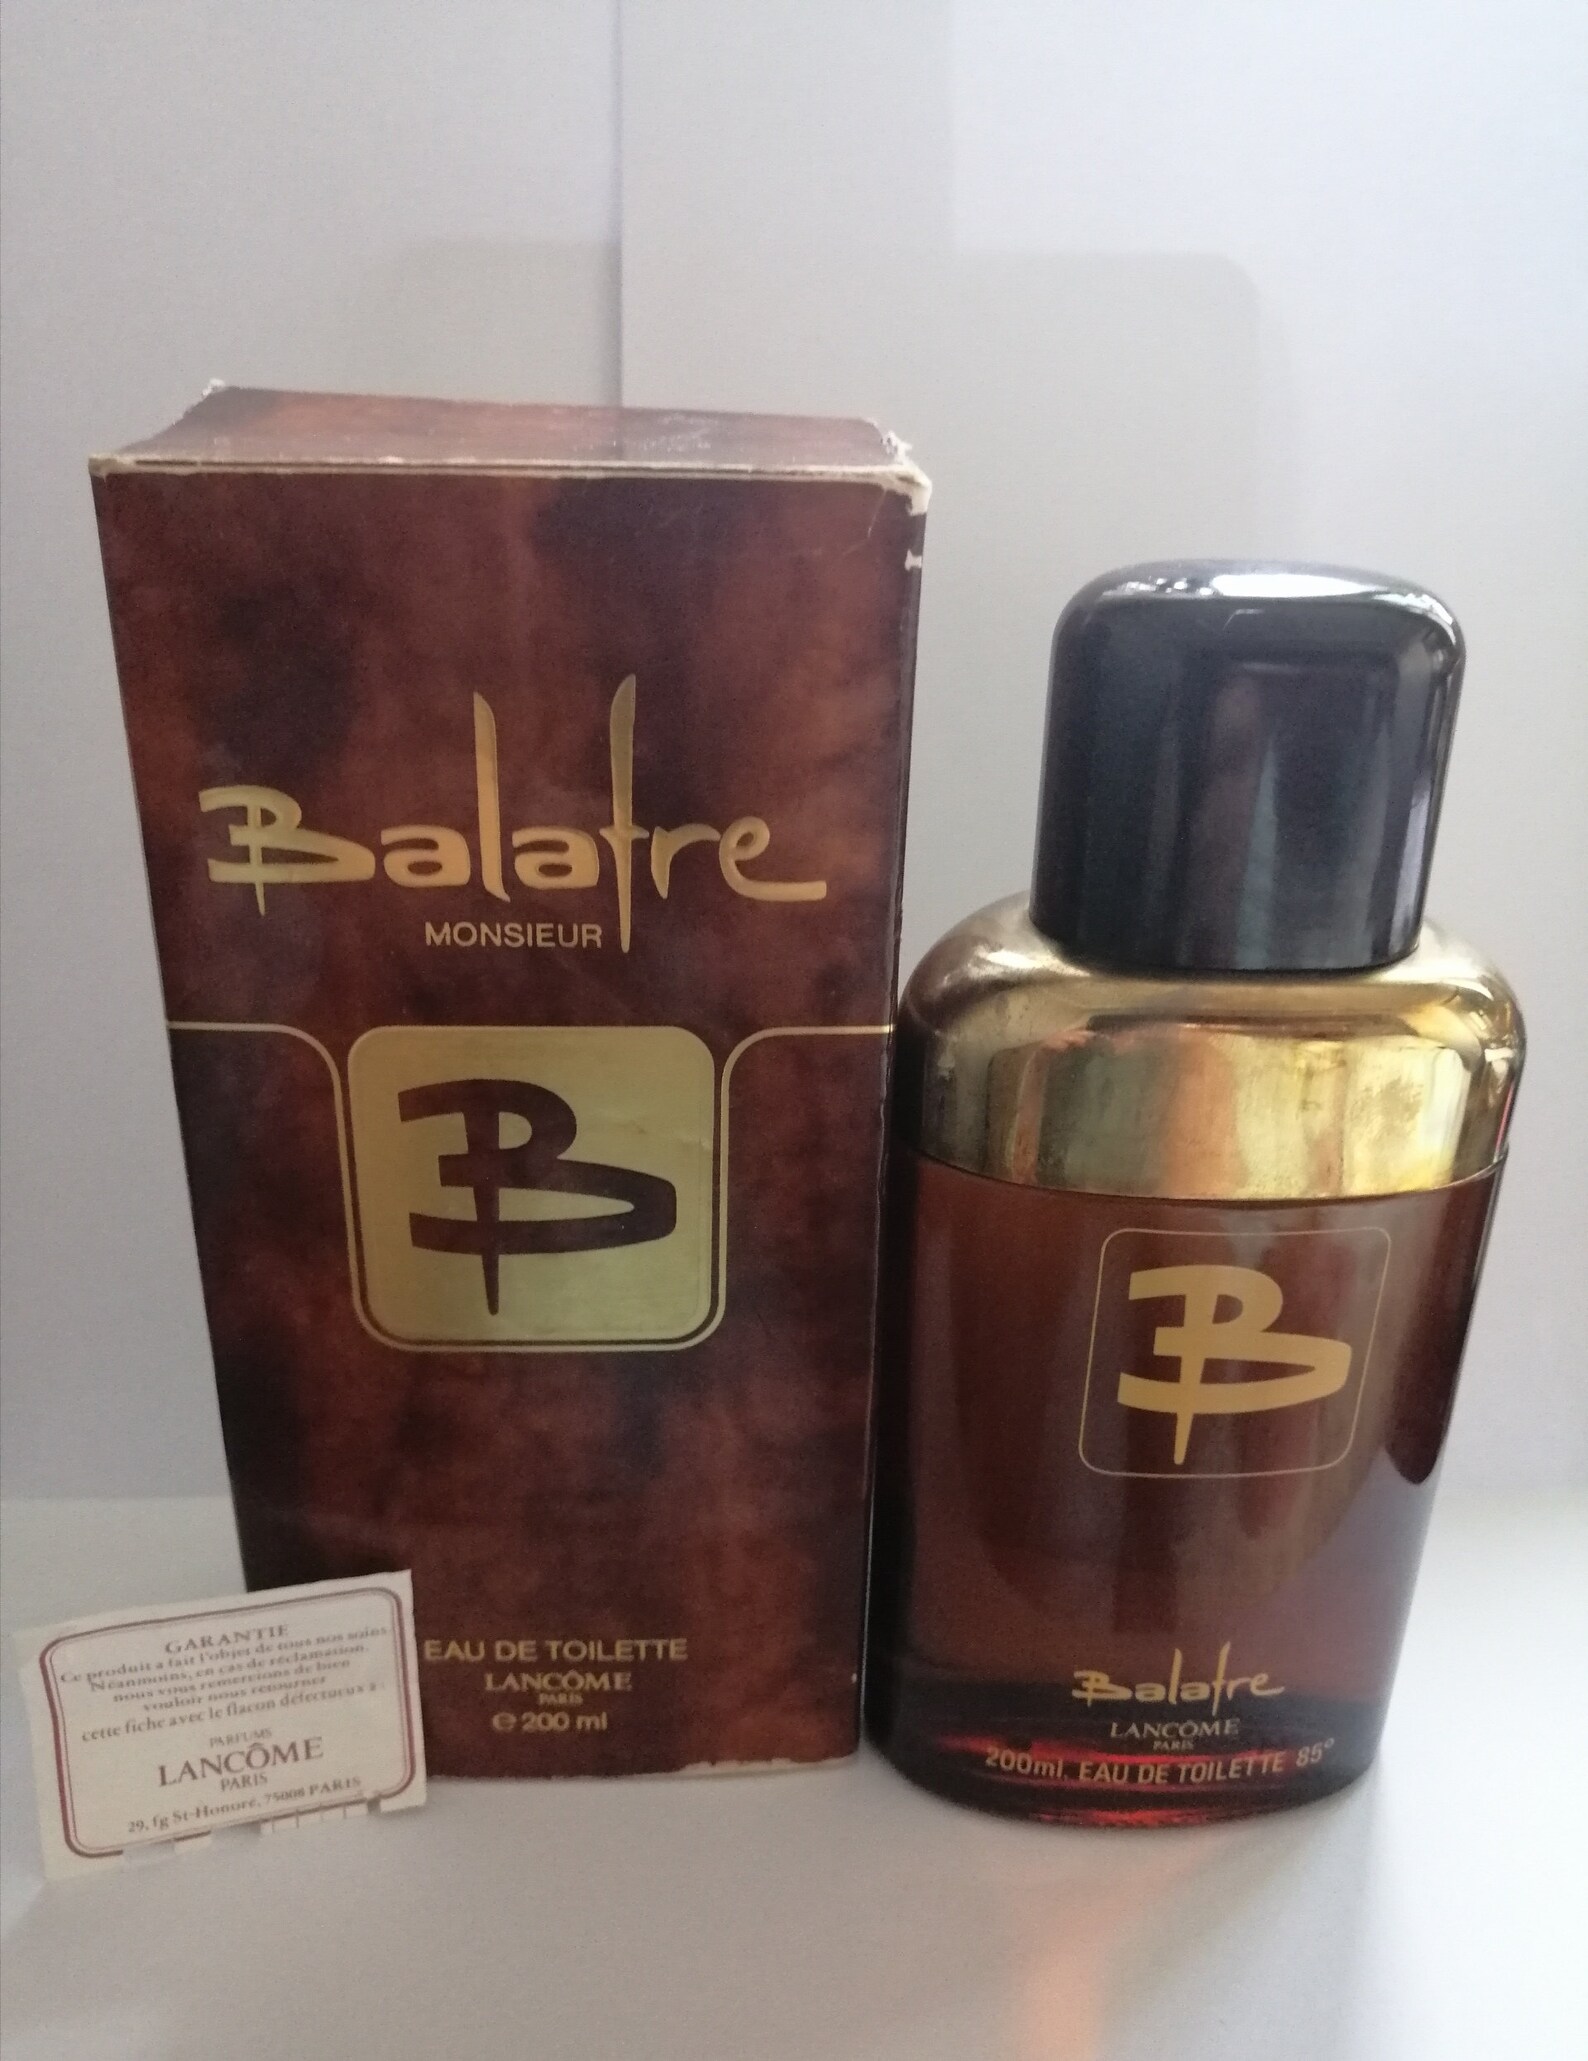 Balafre
MONSIEUR
B
EAU DE TOILETTE
LANCÔME
PARIS
℮ 200 ml
GARANTIE
Ce produit a fait l'objet de tous nos soins.
Néanmoins, en cas de réclamation,
nous vous remercions de bien
vouloir nous retourner
cette fiche avec le flacon défectueux à:
PARFUMS
LANCÔME
PARIS
29, fg St-Honoré, 75008 PARIS
B
Balafre
LANCÔME
PARIS
200ml. EAU DE TOILETTE 85°